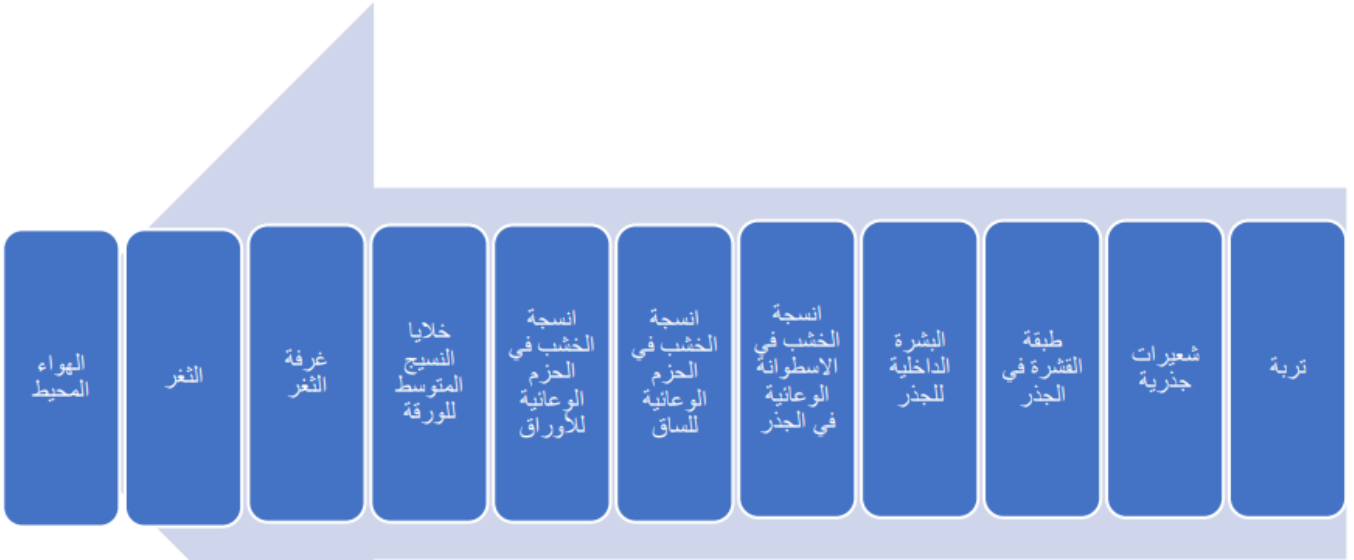 تربة
شعيرات
جذرية
طبقة
القشرة في
الجذر
البشرة
الداخلية
للجذر
انسجة
الخشب في
الاسطوانة
الوعائية
في الجذر
انسجة
الخشب في
الحزم
الوعائية
للساق
انسجة
الخشب في
الحزم
الوعائية
للأوراق
خلايا
النسيج
المتوسط
للورقة
غرفة
الثغر
الثغر
الهواء
المحيط